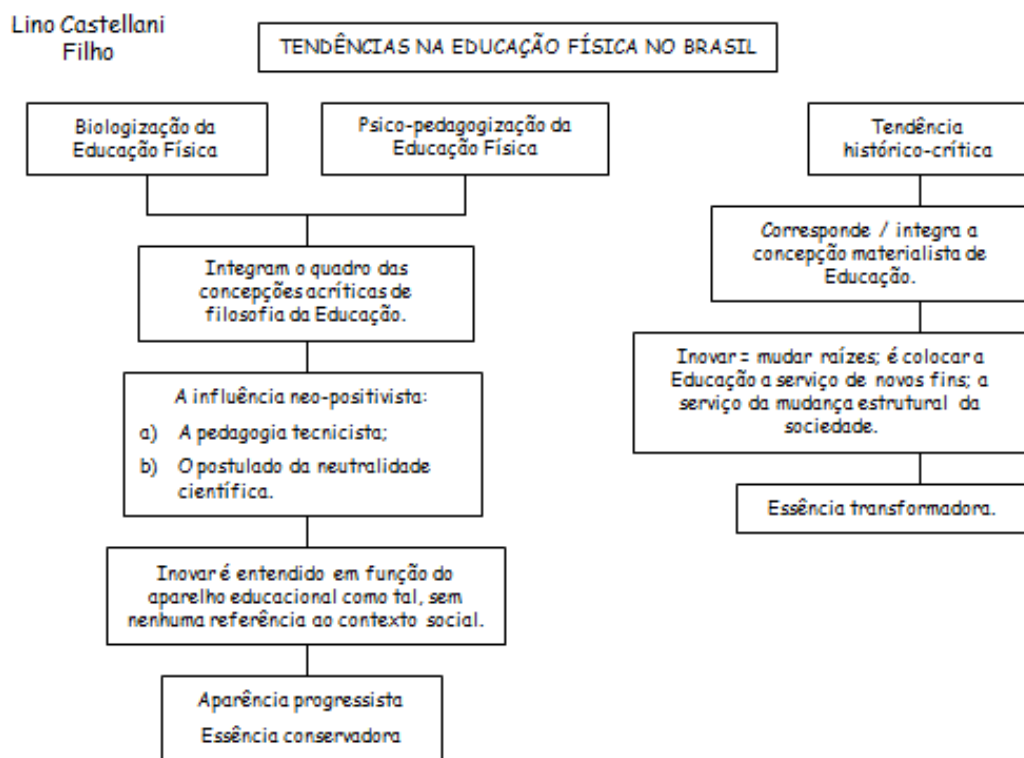 Lino Castellani
Filho
TENDÊNCIAS NA EDUCAÇÃO FÍSICA NO BRASIL
Biologização da
Educação Física
Psico-pedagogização da
Educação Física
Integram o quadro das
concepções acríticas de
filosofia da Educação.
A influência neo-positivista:
a) A pedagogia tecnicista;
b) O postulado da neutralidade
científica.
Inovar é entendido em função do
aparelho educacional como tal, sem
nenhuma referência ao contexto social.
Aparência progressista
Essência conservadora
Tendência
histórico-crítica
Corresponde / integra a
concepção materialista de
Educação.
Inovar = mudar raízes; é colocar a
Educação a serviço de novos fins; a
serviço da mudança estrutural da
sociedade.
Essência transformadora.